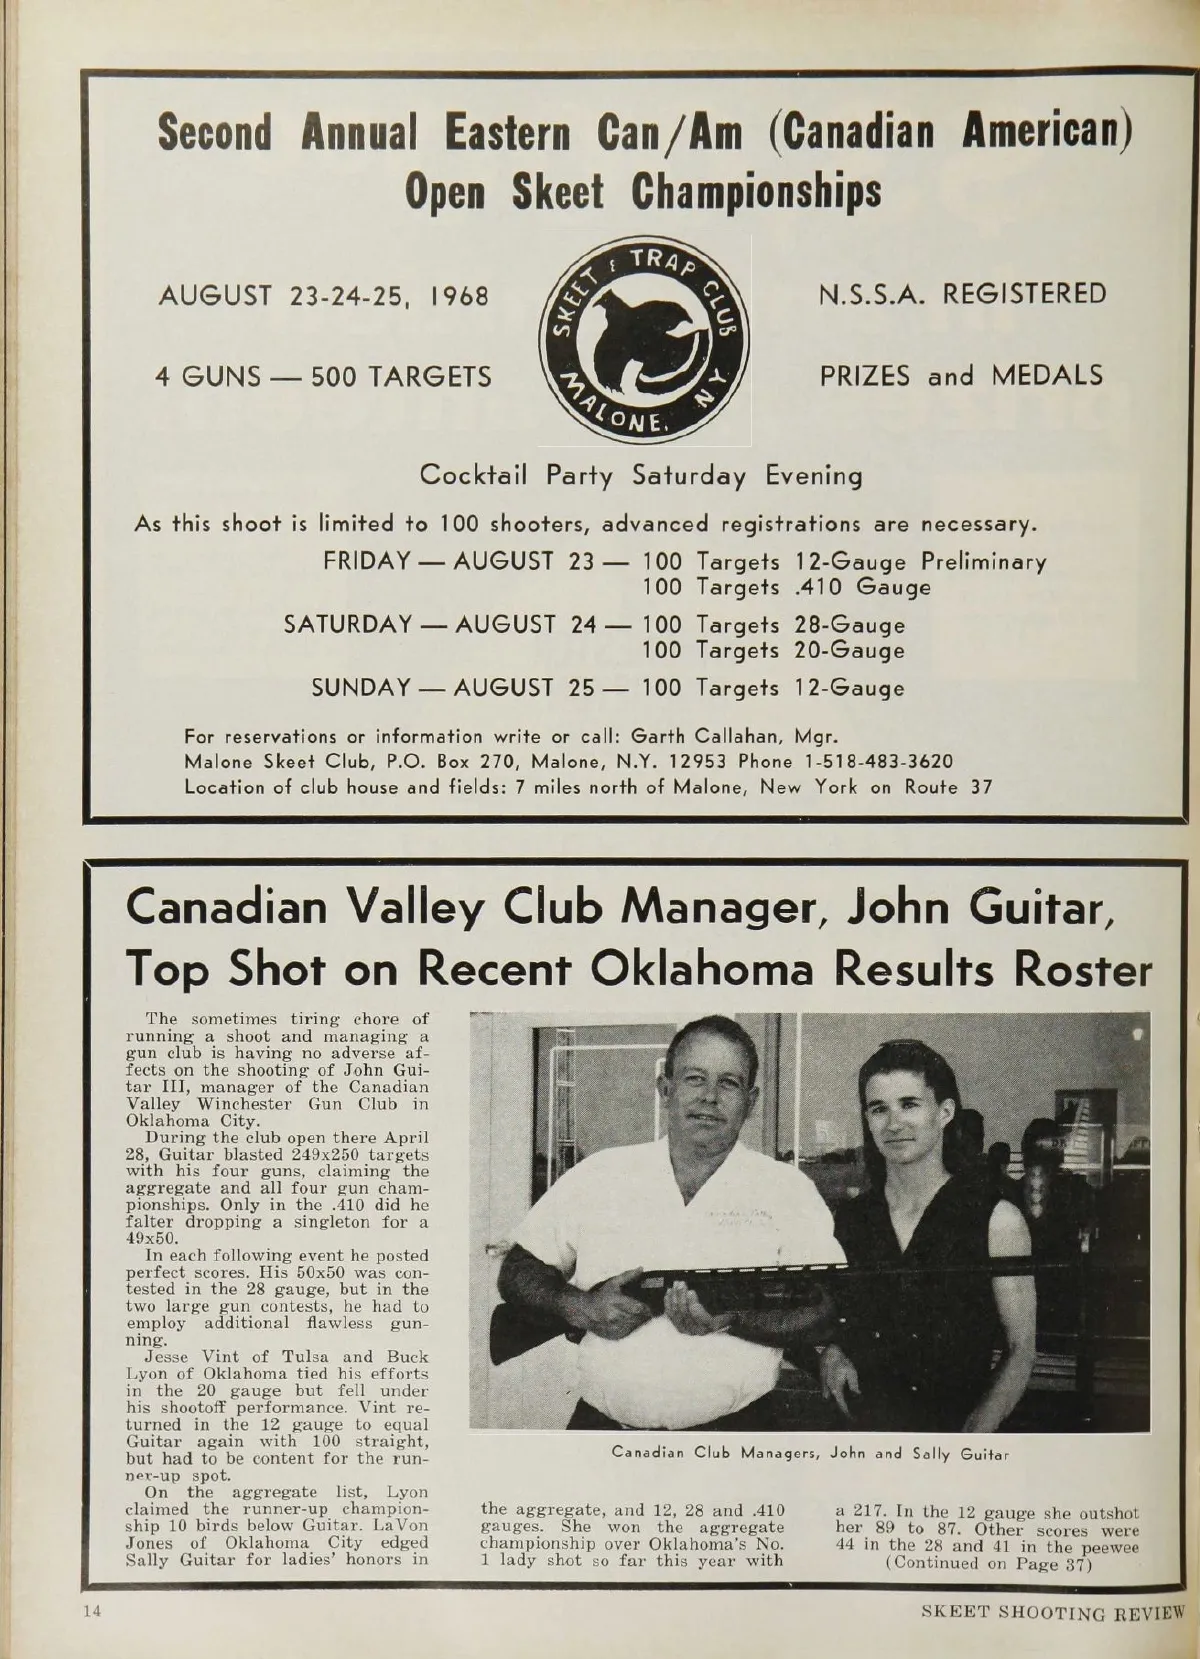 Second Annual Eastern Can/Am (Canadian American)
Open Skeet Championships
AUGUST 23-24-25, 1968
SKEET & TRAP CLUB
MALONE, NY
N.S.S.A. REGISTERED
4 GUNS — 500 TARGETS
PRIZES and MEDALS
Cocktail Party Saturday Evening
As this shoot is limited to 100 shooters, advanced registrations are necessary.
FRIDAY — AUGUST 23 — 100 Targets 12-Gauge Preliminary
100 Targets .410 Gauge
SATURDAY — AUGUST 24 — 100 Targets 28-Gauge
100 Targets 20-Gauge
SUNDAY — AUGUST 25 — 100 Targets 12-Gauge
For reservations or information write or call: Garth Callahan, Mgr.
Malone Skeet Club, P.O. Box 270, Malone, N.Y. 12953 Phone 1-518-483-3620
Location of club house and fields: 7 miles north of Malone, New York on Route 37
Canadian Valley Club Manager, John Guitar,
Top Shot on Recent Oklahoma Results Roster
The sometimes tiring chore of
running a shoot and managing a
gun club is having no adverse af-
fects on the shooting of John Gui-
tar III, manager of the Canadian
Valley Winchester Gun Club in
Oklahoma City.
During the club open there April
28, Guitar blasted 249x250 targets
with his four guns, claiming the
aggregate and all four gun cham-
pionships. Only in the .410 did he
falter dropping a singleton for a
49x50.
In each following event he posted
perfect scores. His 50x50 was con-
tested in the 28 gauge, but in the
two large gun contests, he had to
employ additional flawless gun-
ning.
Jesse Vint of Tulsa and Buck
Lyon of Oklahoma tied his efforts
in the 20 gauge but fell under
his shootoff performance. Vint re-
turned in the 12 gauge to equal
Guitar again with 100 straight,
but had to be content for the run-
ner-up spot.
On the aggregate list, Lyon
claimed the runner-up champion-
ship 10 birds below Guitar. LaVon
Jones of Oklahoma City edged
Sally Guitar for ladies' honors in
Canadian Club Managers, John and Sally Guitar
the aggregate, and 12, 28 and .410
gauges. She won the aggregate
championship over Oklahoma's No.
1 lady shot so far this year with
a 217. In the 12 gauge she outshot
her 89 to 87. Other scores were
44 in the 28 and 41 in the peewee
(Continued on Page 37)
14
SKEET SHOOTING REVIEW